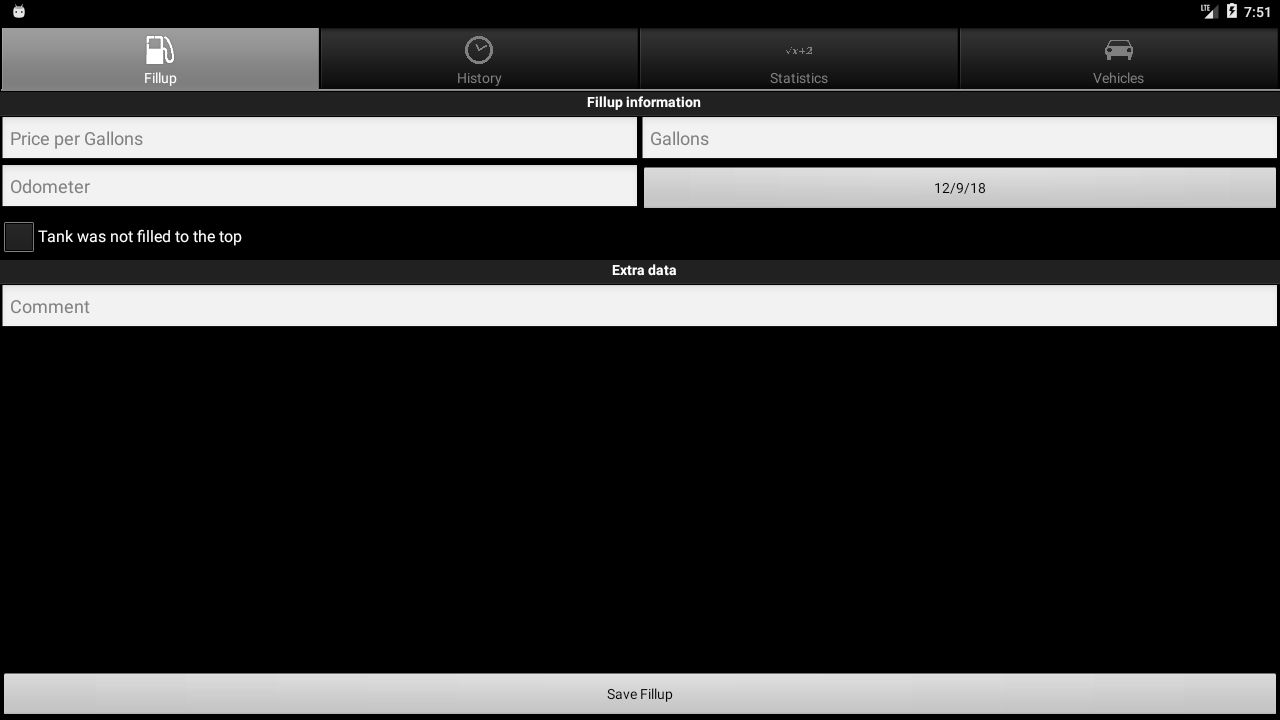 LTE 7:51
Fillup
History
√x+2
Statistics
Vehicles
Fillup information
Price per Gallons
Gallons
Odometer
12/9/18
Tank was not filled to the top
Extra data
Comment
Save Fillup